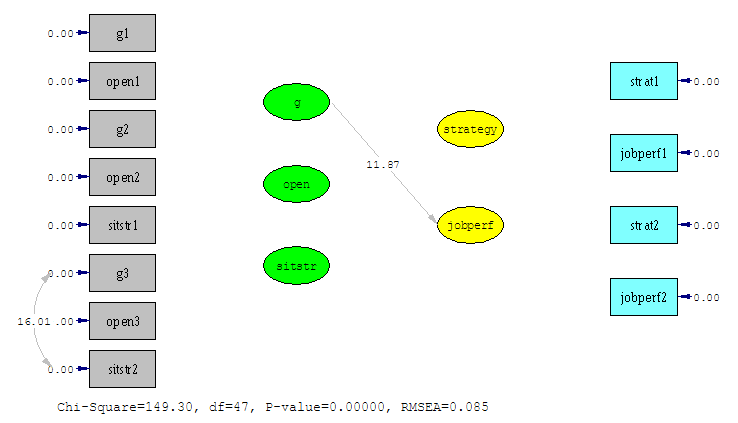 0.00 g1
0.00 open1
0.00 g2
0.00 open2
0.00 sitstr1
0.00 g3
16.01 .00 open3
0.00 sitstr2
g
open
sitstr
11.87
strategy
jobperf
strat1 0.00
jobperf1 0.00
strat2 0.00
jobperf2 0.00
Chi-Square=149.30, df=47, P-value=0.00000, RMSEA=0.085